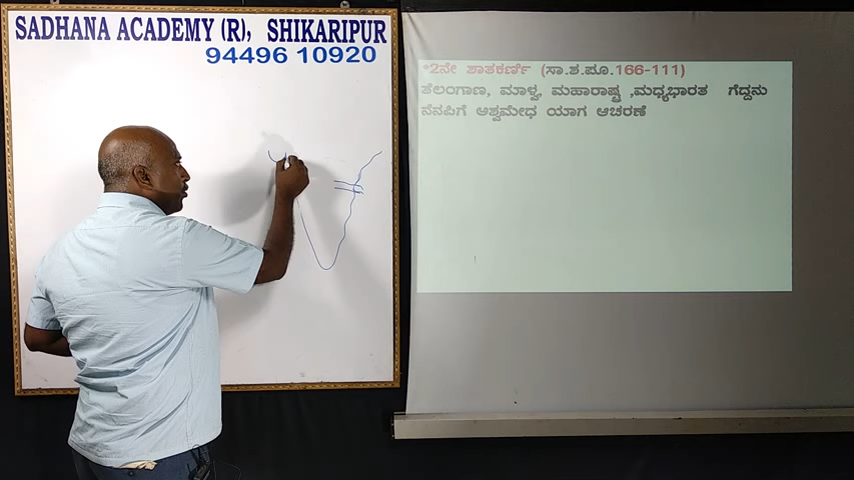 SADHANA ACADEMY (R), SHIKARIPUR
94496 10920
*2ನೇ ಶಾತಕರ್ಣಿ (ಸಾ.ಶ.ಪೂ.166-111)
ತೆಲಂಗಾಣ, ಮಾಳ್ವ, ಮಹಾರಾಷ್ಟ್ರ ,ಮಧ್ಯಭಾರತ ಗೆದ್ದನು
ನೆನಪಿಗೆ ಅಶ್ವಮೇಧ ಯಾಗ ಆಚರಣೆ